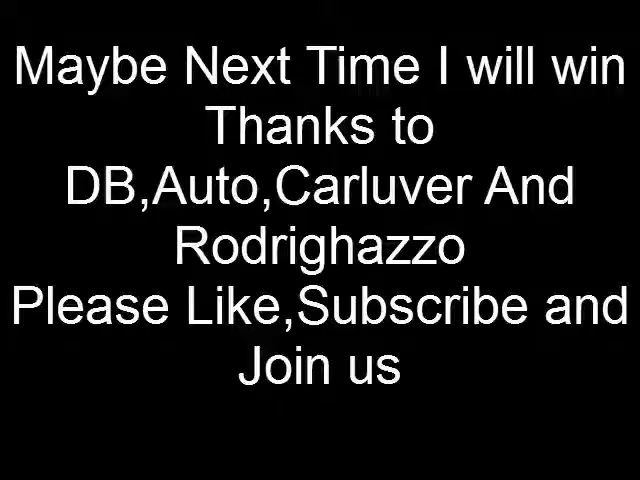 Maybe Next Time I will win
Thanks to
DB,Auto,Carluver And
Rodrighazzo
Please Like,Subscribe and
Join us